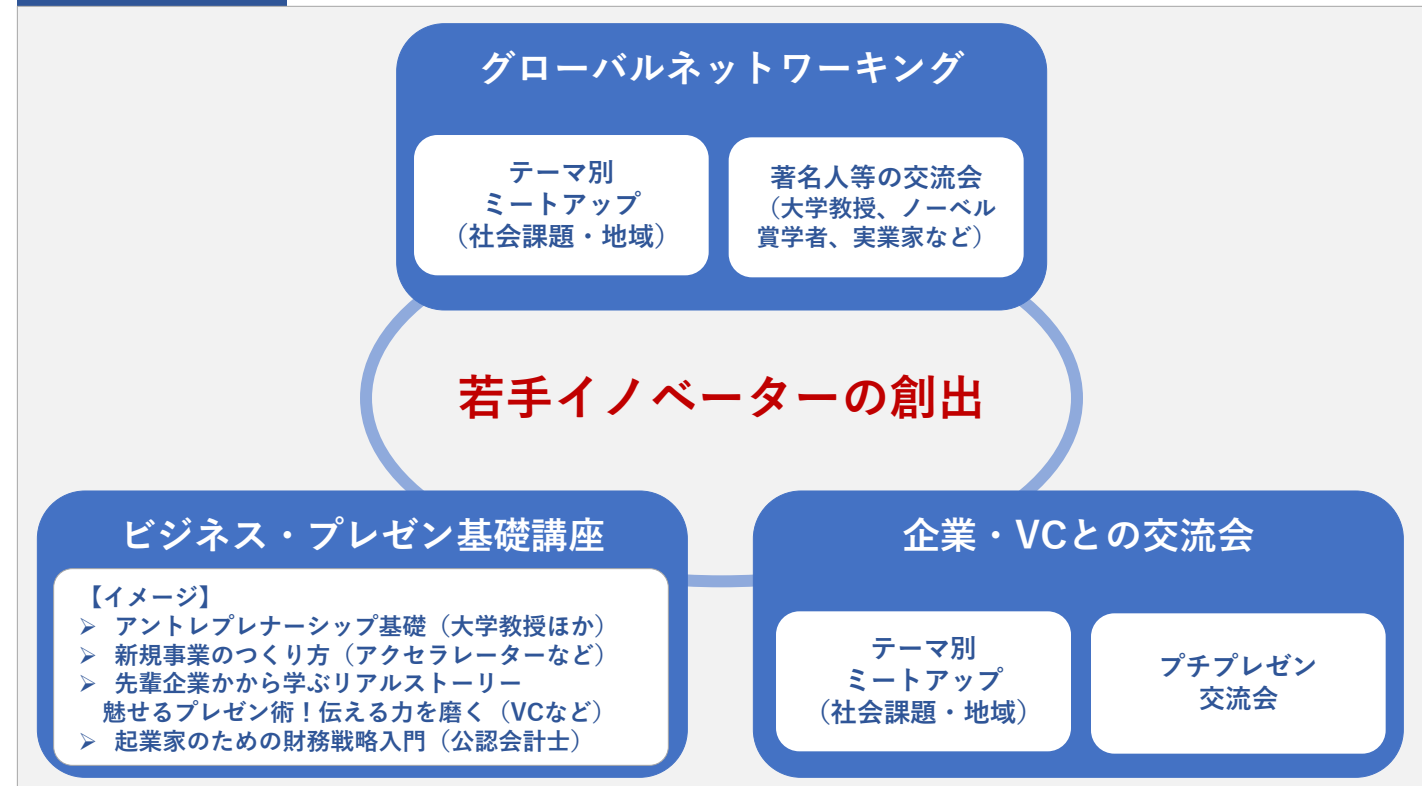 グローバルネットワーキング
テーマ別
ミートアップ
（社会課題・地域）
著名人等の交流会
（大学教授、ノーベル
賞学者、実業家など）
若手イノベーターの創出
ビジネス・プレゼン基礎講座
【イメージ】
➢ アントレプレナーシップ基礎（大学教授ほか）
➢ 新規事業のつくり方（アクセラレーターなど）
➢ 先輩企業かから学ぶリアルストーリー
魅せるプレゼン術！伝える力を磨く（VCなど）
➢ 起業家のための財務戦略入門（公認会計士）
企業・VCとの交流会
テーマ別
ミートアップ
（社会課題・地域）
プチプレゼン
交流会